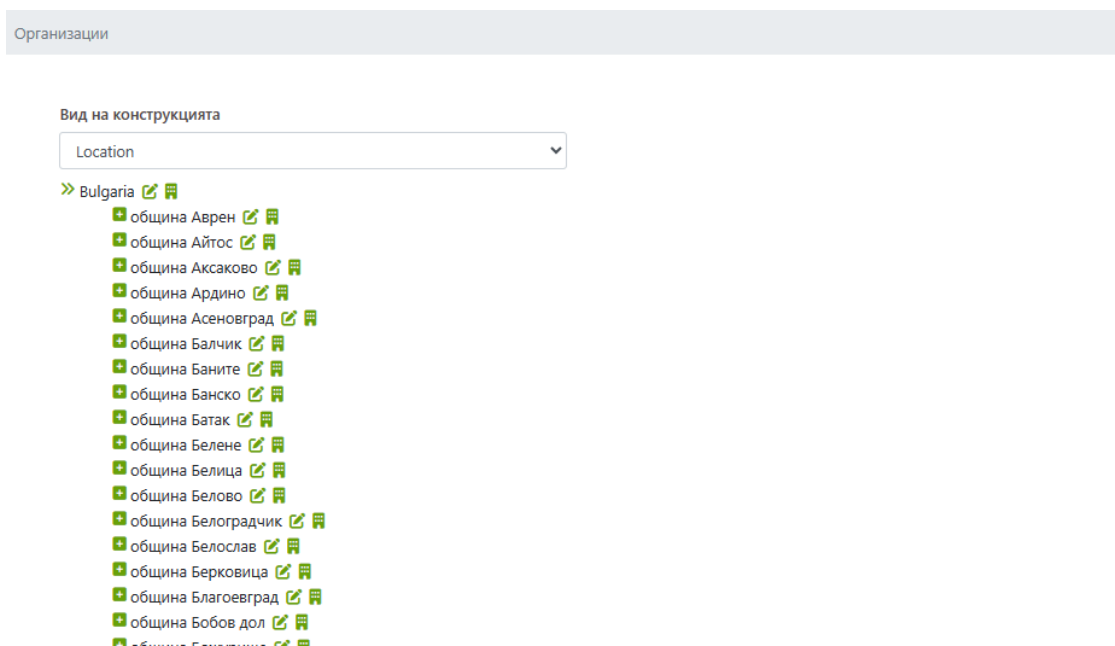 Организации
Вид на конструкцията
Location
Bulgaria
община Аврен
община Айтос
община Аксаково
община Ардино
община Асеновград
община Балчик
община Баните
община Банско
община Батак
община Белене
община Белица
община Белово
община Белоградчик
община Белослав
община Берковица
община Благоевград
община Бобов дол